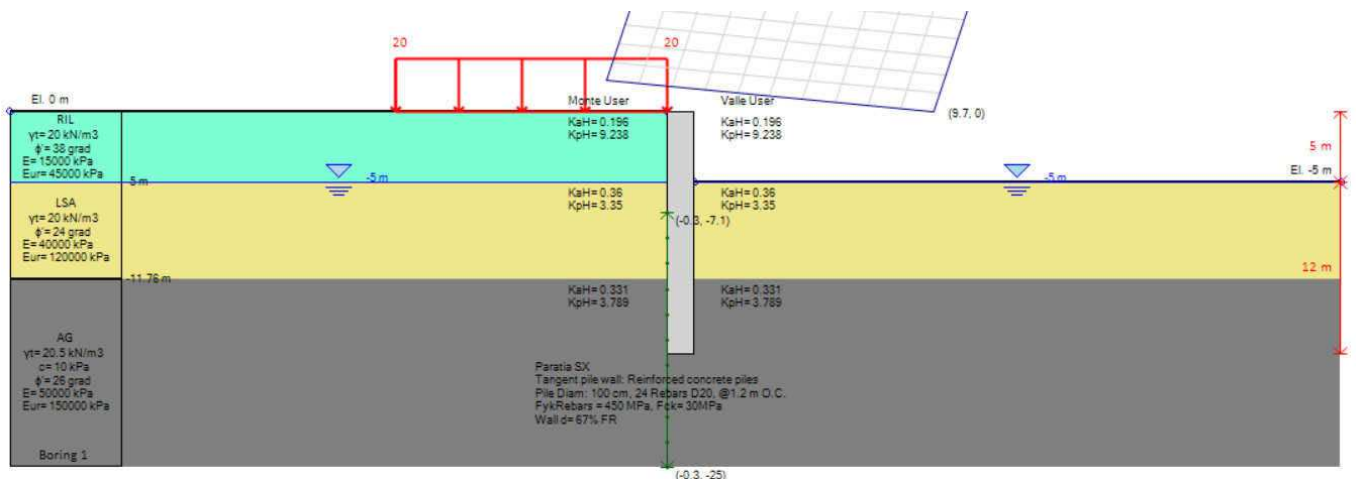 20
20
El. 0 m
Monte User
Valle User
KaH= 0.196
KpH= 9.238
KaH= 0.196
KpH= 9.238
(9.7, 0)
RIL
γt= 20 kN/m3
ϕ'= 38 grad
E= 15000 kPa
Eur= 45000 kPa
5 m
El. -5 m
-5 m
-5 m
-5 m
LSA
γt= 20 kN/m3
ϕ'= 24 grad
E= 40000 kPa
Eur= 120000 kPa
KaH= 0.36
KpH= 3.35
KaH= 0.36
KpH= 3.35
(-0.3, -7.1)
12 m
-11.76 m
KaH= 0.331
KpH= 3.789
KaH= 0.331
KpH= 3.789
AG
γt= 20.5 kN/m3
c= 10 kPa
ϕ'= 26 grad
E= 50000 kPa
Eur= 150000 kPa
Paratia SX
Tangent pile wall: Reinforced concrete piles
Pile Diam: 100 cm, 24 Rebars D20, @1.2 m O.C.
FykRebars = 450 MPa, Fck= 30MPa
Wall d= 67% FR
Boring 1
(-0.3, -25)